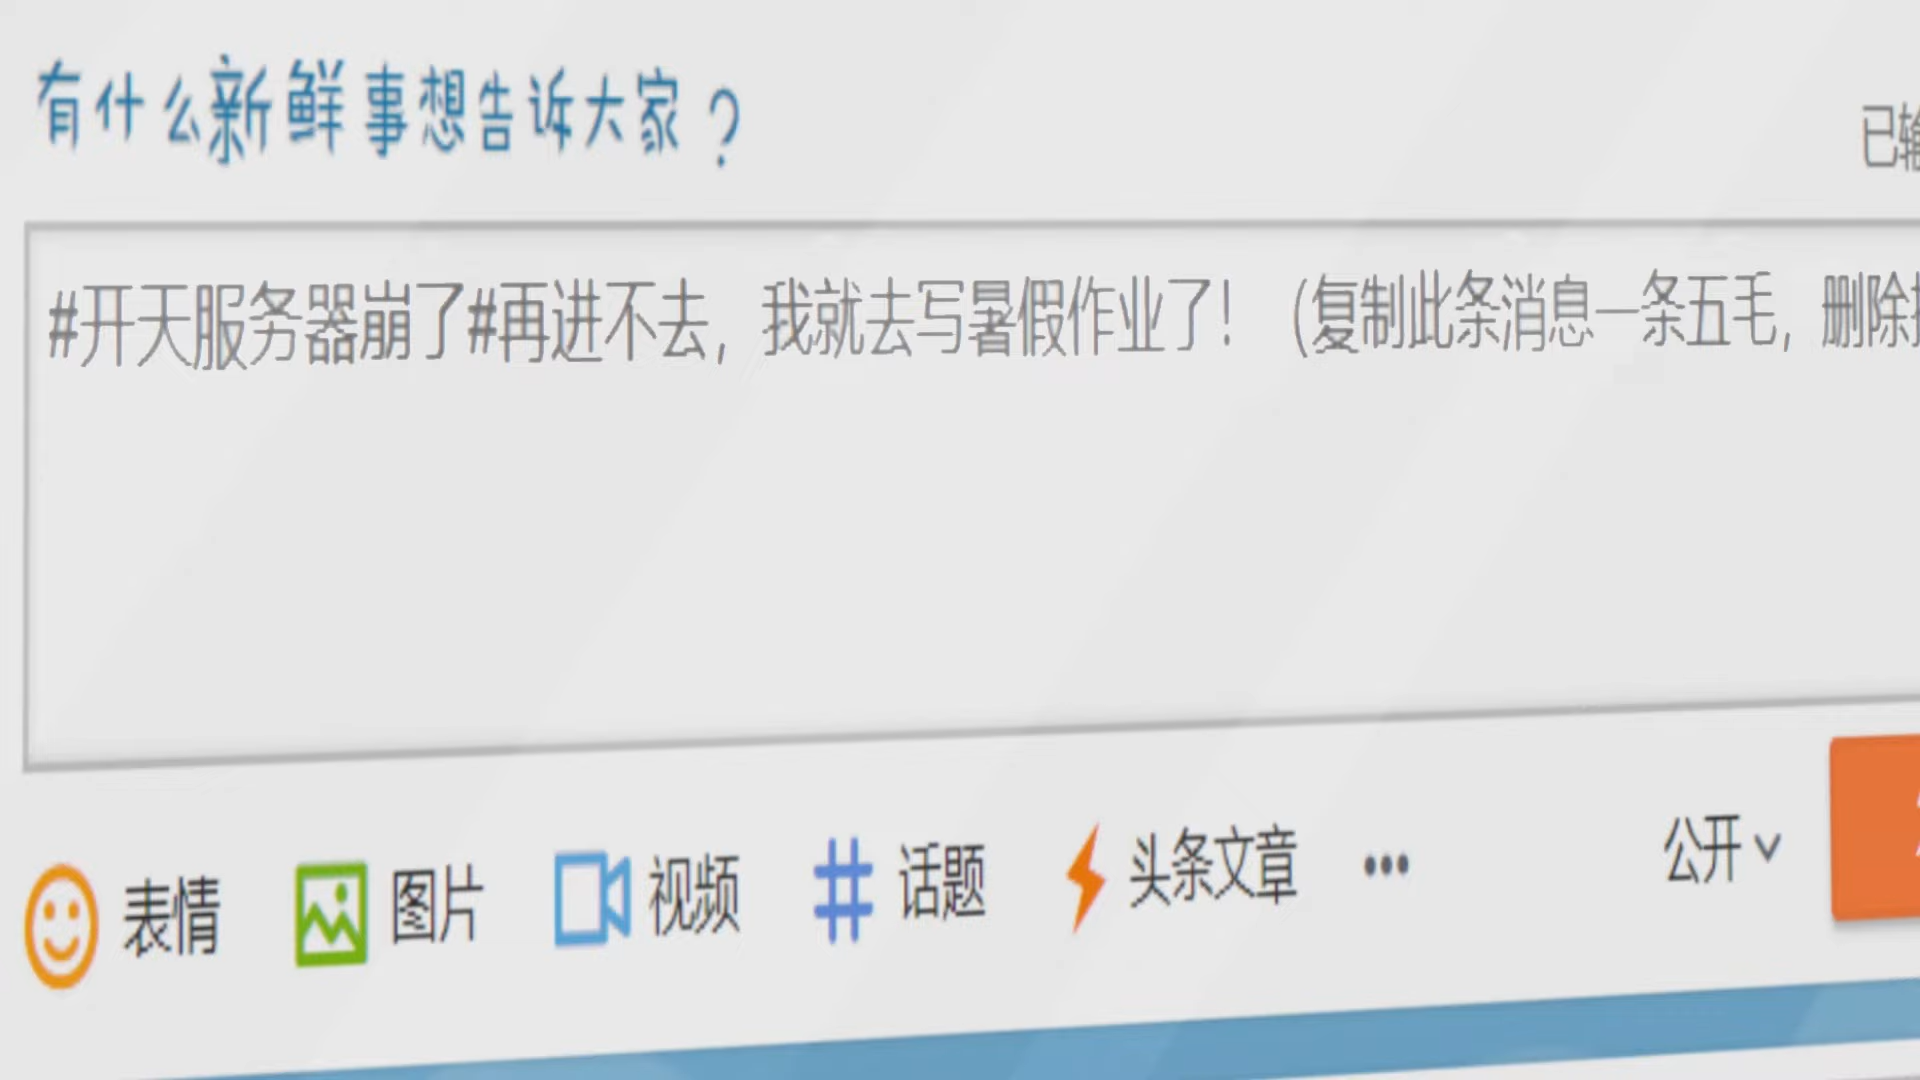 有什么新鲜事想告诉大家?
已输
#开天服务器崩了#再进不去,我就去写暑假作业了! (复制此条消息一条五毛,删除
表情 图片 视频 话题 头条文章 ••• 公开